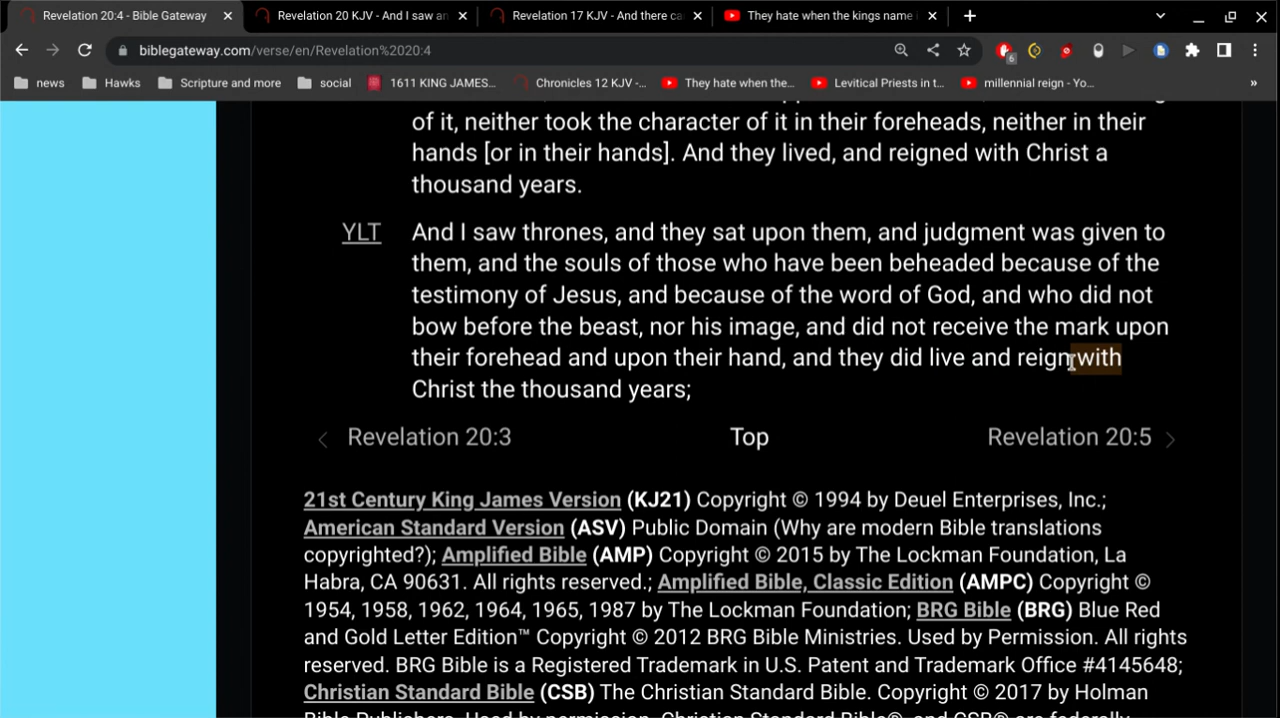 Revelation 20:4 - Bible Gateway
Revelation 20 KJV - And I saw an
Revelation 17 KJV - And there ca
They hate when the kings name i
biblegateway.com/verse/en/Revelation%2020:4
6
news
Hawks
Scripture and more
social
1611 KING JAMES...
Chronicles 12 KJV -...
They hate when the...
Levitical Priests in t...
millennial reign - Yo...
»
of it, neither took the character of it in their foreheads, neither in their
hands [or in their hands]. And they lived, and reigned with Christ a
thousand years.
YLT
And I saw thrones, and they sat upon them, and judgment was given to
them, and the souls of those who have been beheaded because of the
testimony of Jesus, and because of the word of God, and who did not
bow before the beast, nor his image, and did not receive the mark upon
their forehead and upon their hand, and they did live and reign with
Christ the thousand years;
Revelation 20:3
Top
Revelation 20:5
21st Century King James Version (KJ21) Copyright © 1994 by Deuel Enterprises, Inc.;
American Standard Version (ASV) Public Domain (Why are modern Bible translations
copyrighted?); Amplified Bible (AMP) Copyright © 2015 by The Lockman Foundation, La
Habra, CA 90631. All rights reserved.; Amplified Bible, Classic Edition (AMPC) Copyright ©
1954, 1958, 1962, 1964, 1965, 1987 by The Lockman Foundation; BRG Bible (BRG) Blue Red
and Gold Letter Edition™ Copyright © 2012 BRG Bible Ministries. Used by Permission. All rights
reserved. BRG Bible is a Registered Trademark in U.S. Patent and Trademark Office #4145648;
Christian Standard Bible (CSB) The Christian Standard Bible. Copyright © 2017 by Holman
Bible Publishers. Used by permission. Christian Standard Bible®, and CSB® are federally